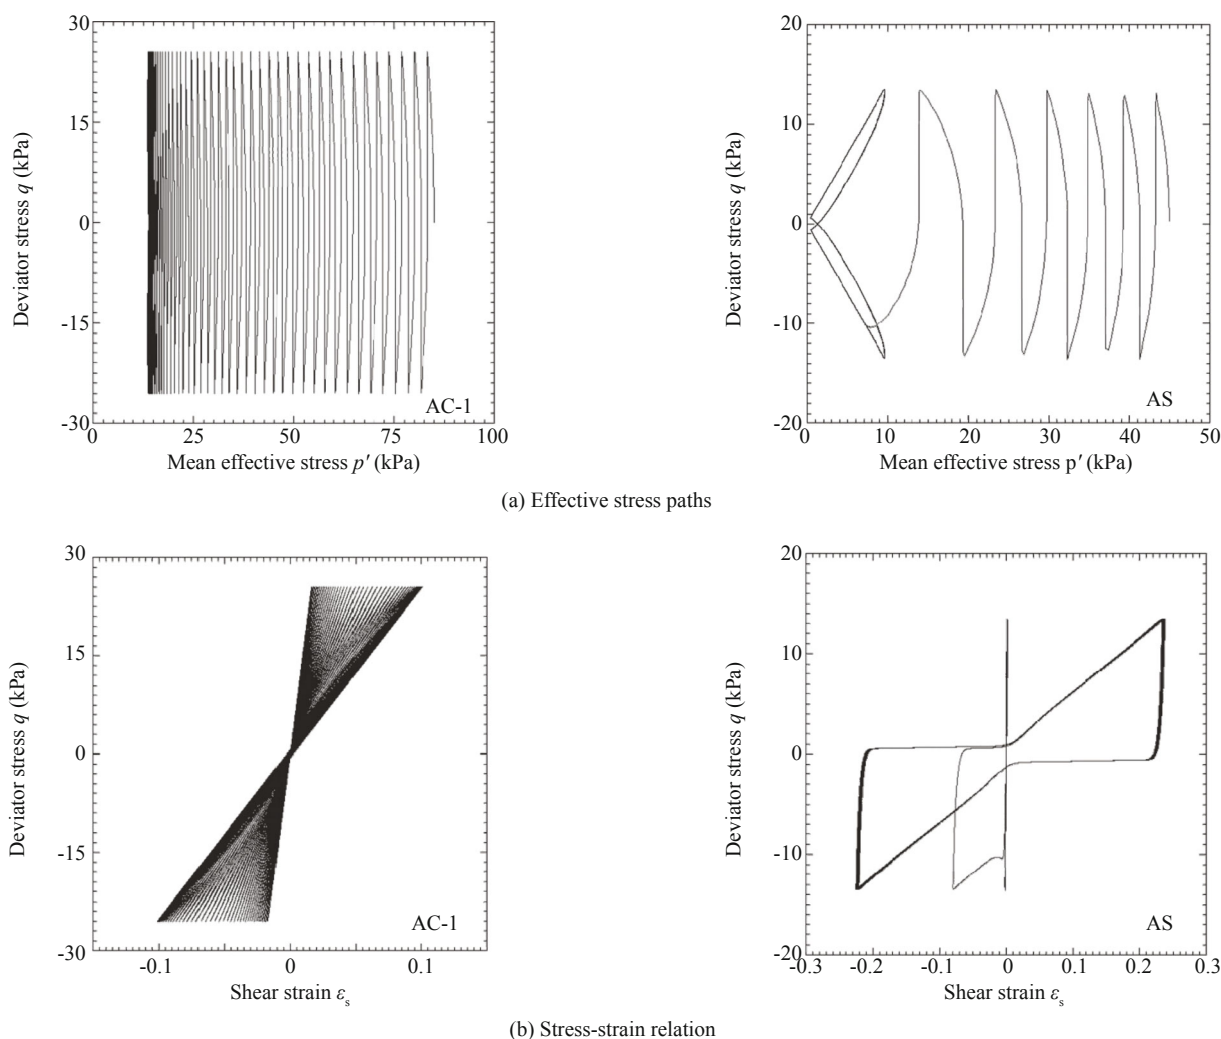 30
15
0
-15
-30
0
25
50
75
100
Deviator stress q (kPa)
Mean effective stress p′ (kPa)
AC-1
20
10
0
-10
-20
0
10
20
30
40
50
Deviator stress q (kPa)
Mean effective stress p′ (kPa)
AS
(a) Effective stress paths
30
15
0
-15
-30
-0.1
0
0.1
Deviator stress q (kPa)
Shear strain εs
AC-1
20
10
0
-10
-20
-0.3
-0.2
-0.1
0
0.1
0.2
0.3
Deviator stress q (kPa)
Shear strain εs
AS
(b) Stress-strain relation